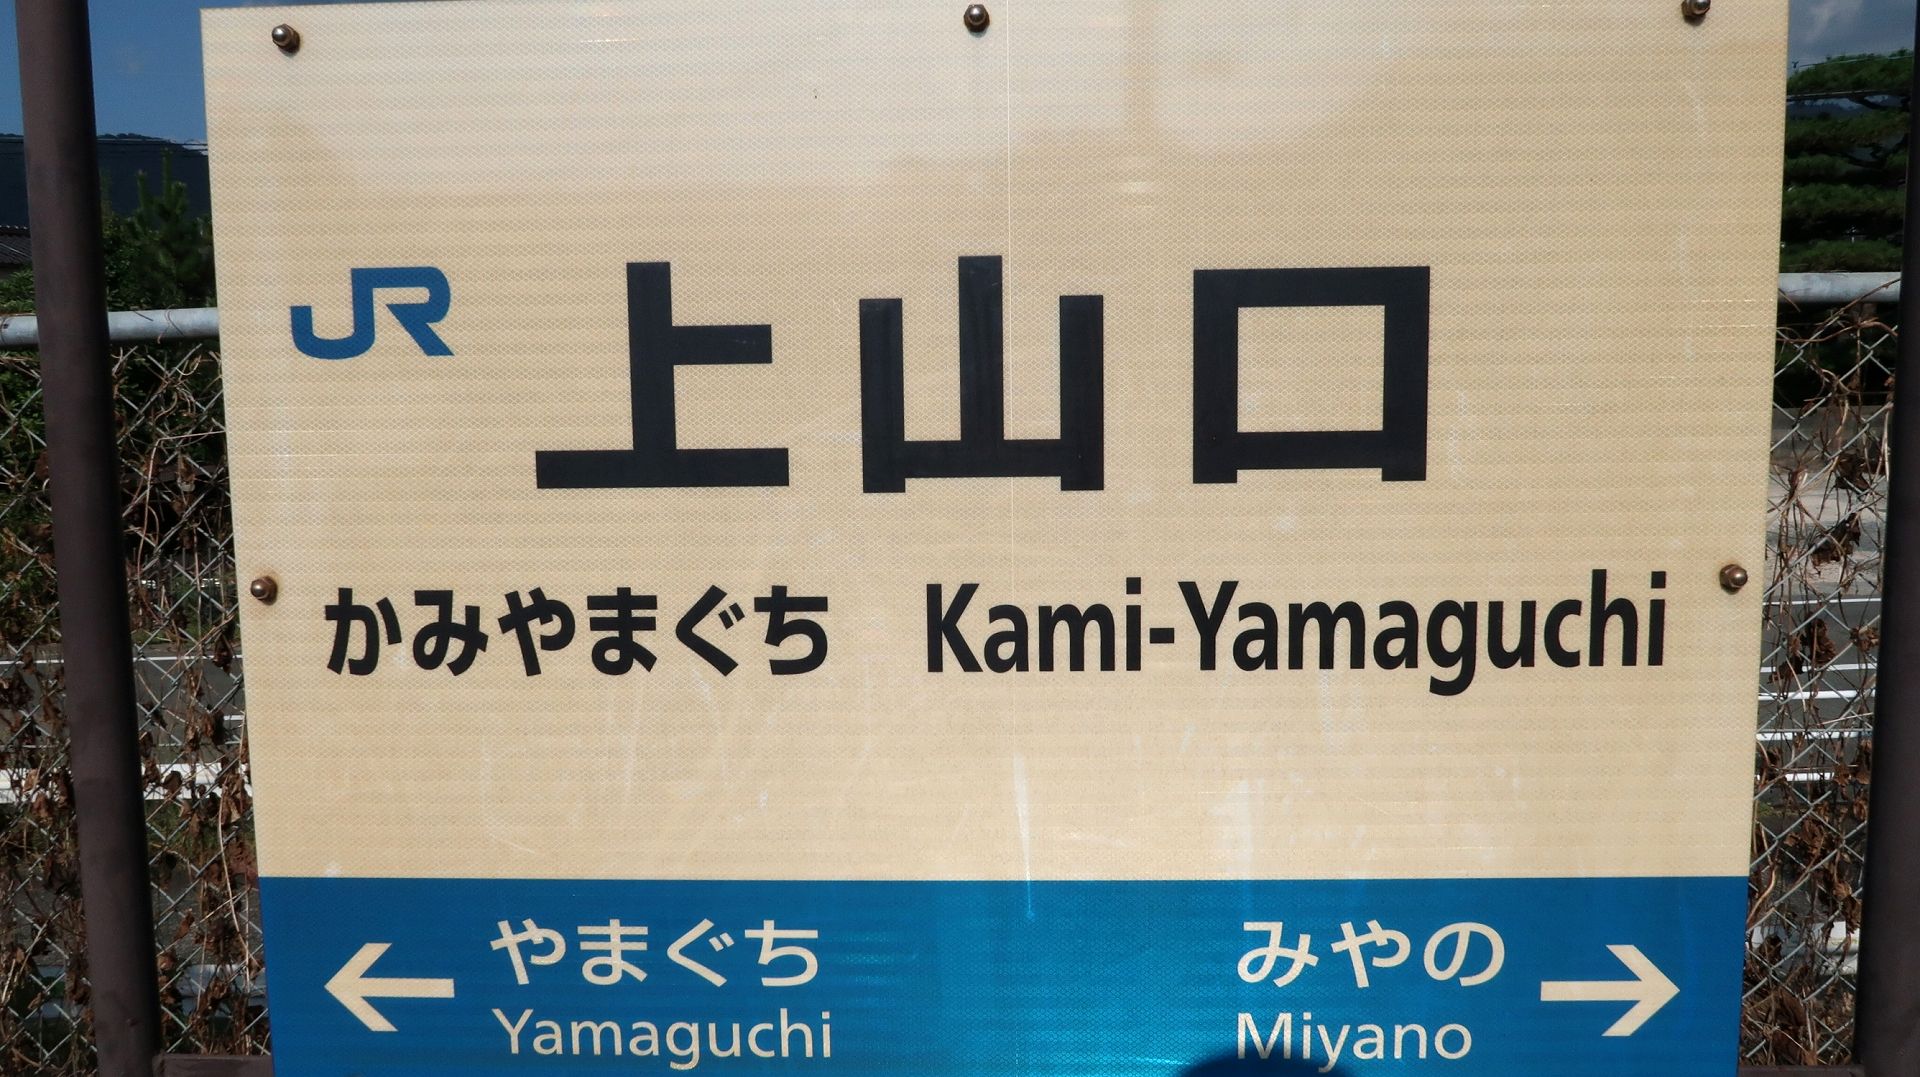 JR 上山口
かみやまぐち Kami-Yamaguchi
← やまぐち みやの →
Yamaguchi Miyano